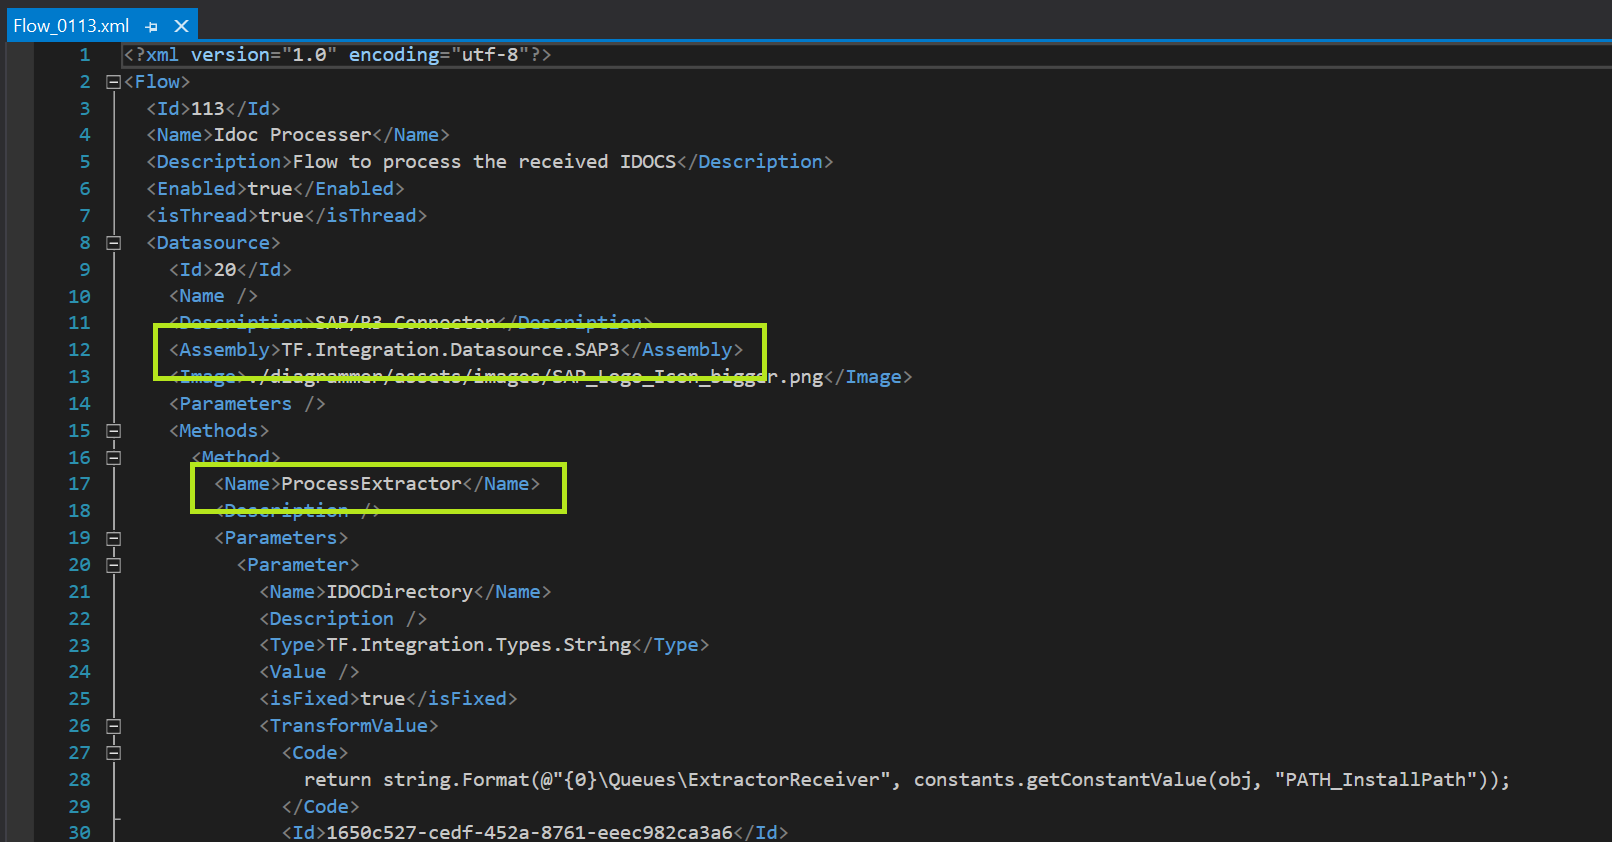 Flow_0113.xml
1 <?xml version="1.0" encoding="utf-8"?>
2 <Flow>
3 <Id>113</Id>
4 <Name>Idoc Processer</Name>
5 <Description>Flow to process the received IDOCS</Description>
6 <Enabled>true</Enabled>
7 <isThread>true</isThread>
8 <Datasource>
9 <Id>20</Id>
10 <Name />
11 <Description>SAP/R3 Connector</Description>
12 <Assembly>TF.Integration.Datasource.SAP3</Assembly>
13 <Image>./diagrammer/assets/images/SAP_Logo_Icon_bigger.png</Image>
14 <Parameters />
15 <Methods>
16 <Method>
17 <Name>ProcessExtractor</Name>
18 <Description />
19 <Parameters>
20 <Parameter>
21 <Name>IDOCDirectory</Name>
22 <Description />
23 <Type>TF.Integration.Types.String</Type>
24 <Value />
25 <isFixed>true</isFixed>
26 <TransformValue>
27 <Code>
28 return string.Format(@"{0}\Queues\ExtractorReceiver", constants.getConstantValue(obj, "PATH_InstallPath"));
29 </Code>
30 <Id>1650c527-cedf-452a-8761-eeec982ca3a6</Id>